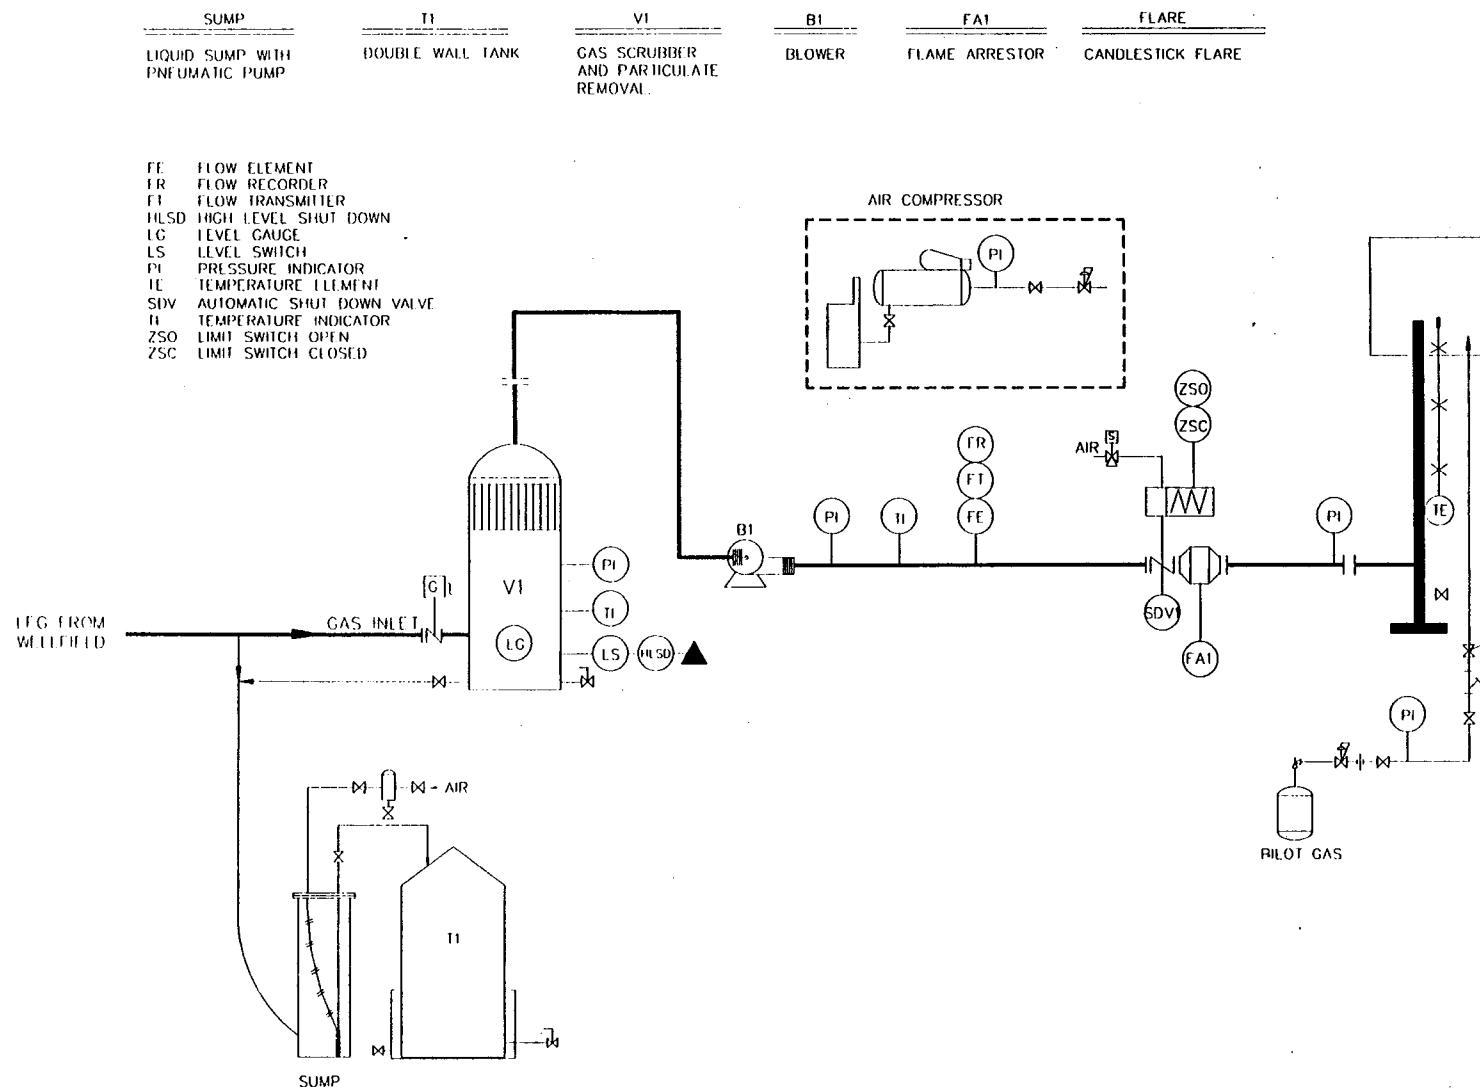 SUMP
LIQUID SUMP WITH
PNEUMATIC PUMP
T1
DOUBLE WALL TANK
V1
GAS SCRUBBER
AND PARTICULATE
REMOVAL.
B1
BLOWER
FA1
FLAME ARRESTOR
FLARE
CANDLESTICK FLARE
FE FLOW ELEMENT
FR FLOW RECORDER
FT FLOW TRANSMITTER
HLSD HIGH LEVEL SHUT DOWN
LG LEVEL GAUGE
LS LEVEL SWITCH
PI PRESSURE INDICATOR
TE TEMPERATURE ELEMENT
SDV AUTOMATIC SHUT DOWN VALVE
TI TEMPERATURE INDICATOR
ZSO LIMIT SWITCH OPEN
ZSC LIMIT SWITCH CLOSED
AIR COMPRESSOR
PI
ZSO
ZSC
S
AIR
FR
FT
FE
PI
TI
PI
TE
B1
PI
V1
TI
G
LFG FROM
WELLFIELD
GAS INLET
LG
LS
HLSD
SDV1
FA1
PI
AIR
PILOT GAS
T1
SUMP